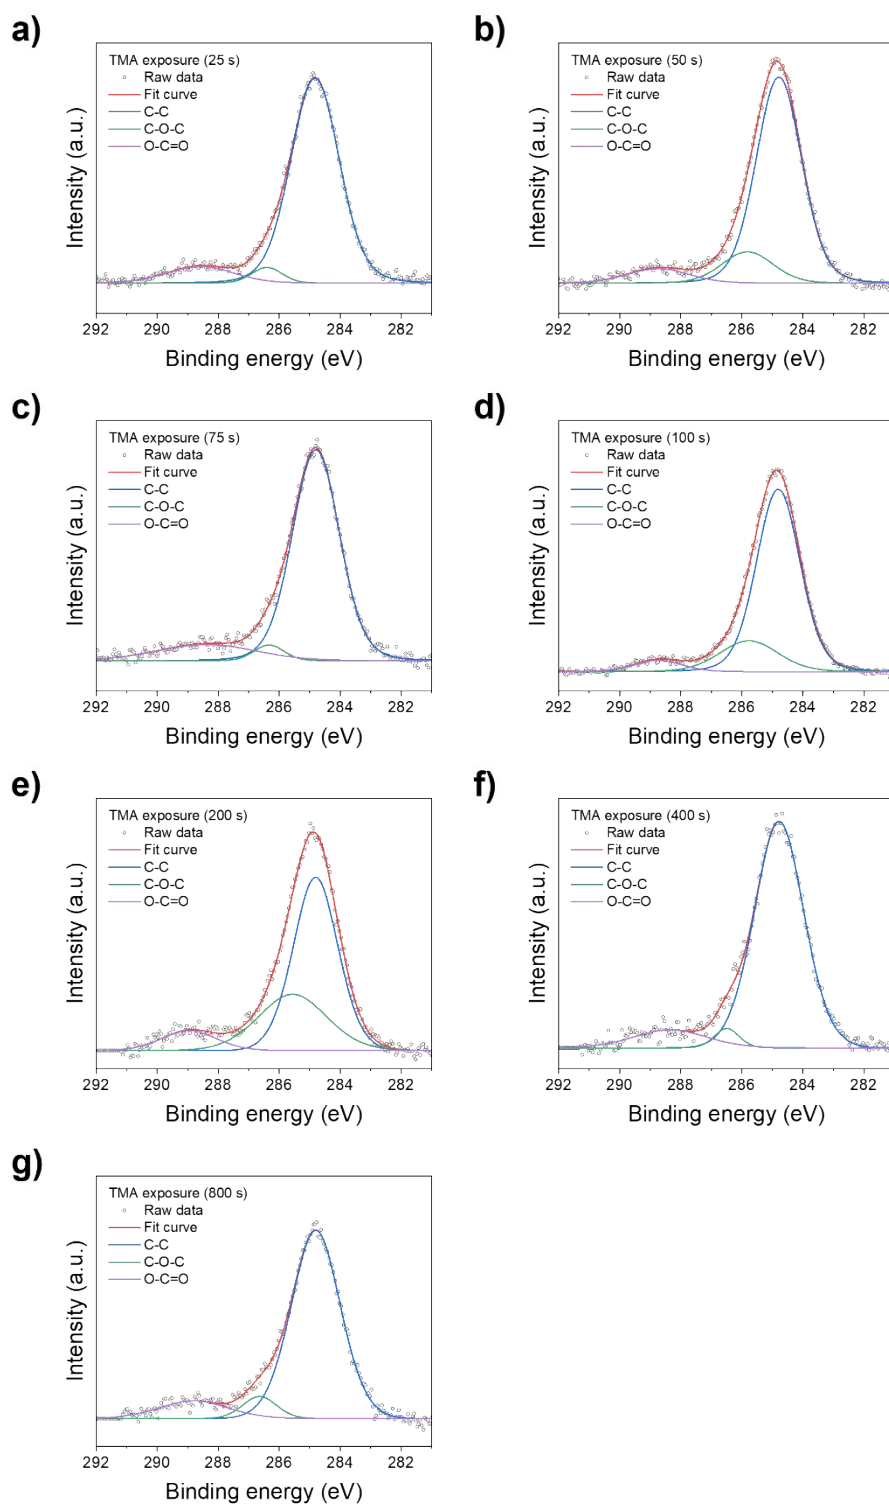 a)
TMA exposure (25 s)
Raw data
Fit curve
C-C
C-O-C
O-C=O
Intensity (a.u.)
292 290 288 286 284 282
Binding energy (eV)
b)
TMA exposure (50 s)
Raw data
Fit curve
C-C
C-O-C
O-C=O
Intensity (a.u.)
292 290 288 286 284 282
Binding energy (eV)
c)
TMA exposure (75 s)
Raw data
Fit curve
C-C
C-O-C
O-C=O
Intensity (a.u.)
292 290 288 286 284 282
Binding energy (eV)
d)
TMA exposure (100 s)
Raw data
Fit curve
C-C
C-O-C
O-C=O
Intensity (a.u.)
292 290 288 286 284 282
Binding energy (eV)
e)
TMA exposure (200 s)
Raw data
Fit curve
C-C
C-O-C
O-C=O
Intensity (a.u.)
292 290 288 286 284 282
Binding energy (eV)
f)
TMA exposure (400 s)
Raw data
Fit curve
C-C
C-O-C
O-C=O
Intensity (a.u.)
292 290 288 286 284 282
Binding energy (eV)
g)
TMA exposure (800 s)
Raw data
Fit curve
C-C
C-O-C
O-C=O
Intensity (a.u.)
292 290 288 286 284 282
Binding energy (eV)